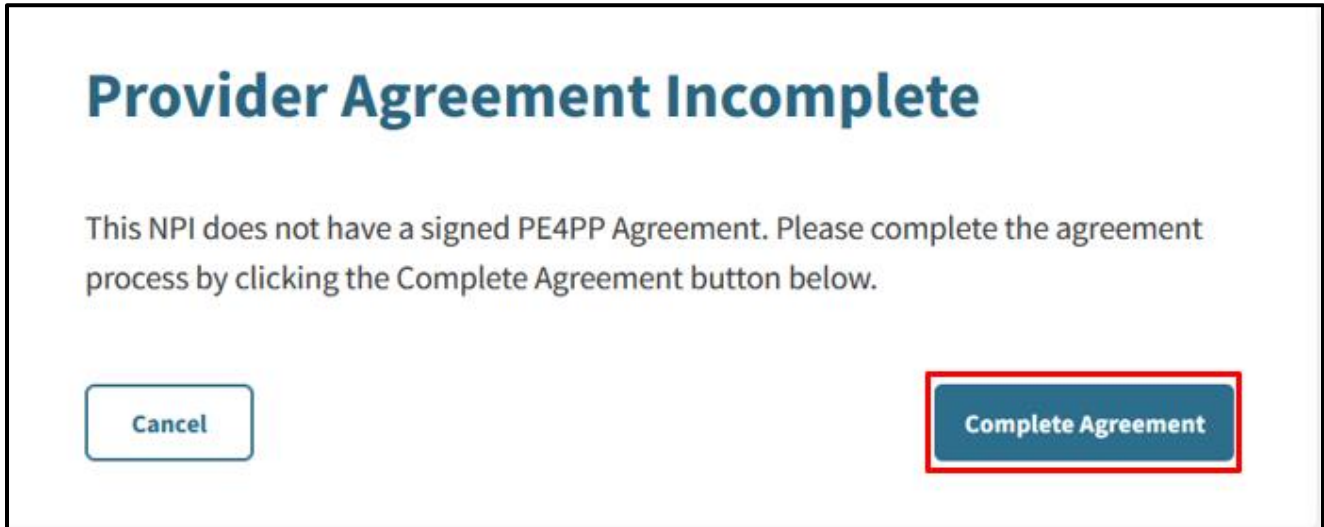 Provider Agreement Incomplete
This NPI does not have a signed PE4PP Agreement. Please complete the agreement
process by clicking the Complete Agreement button below.
Cancel
Complete Agreement